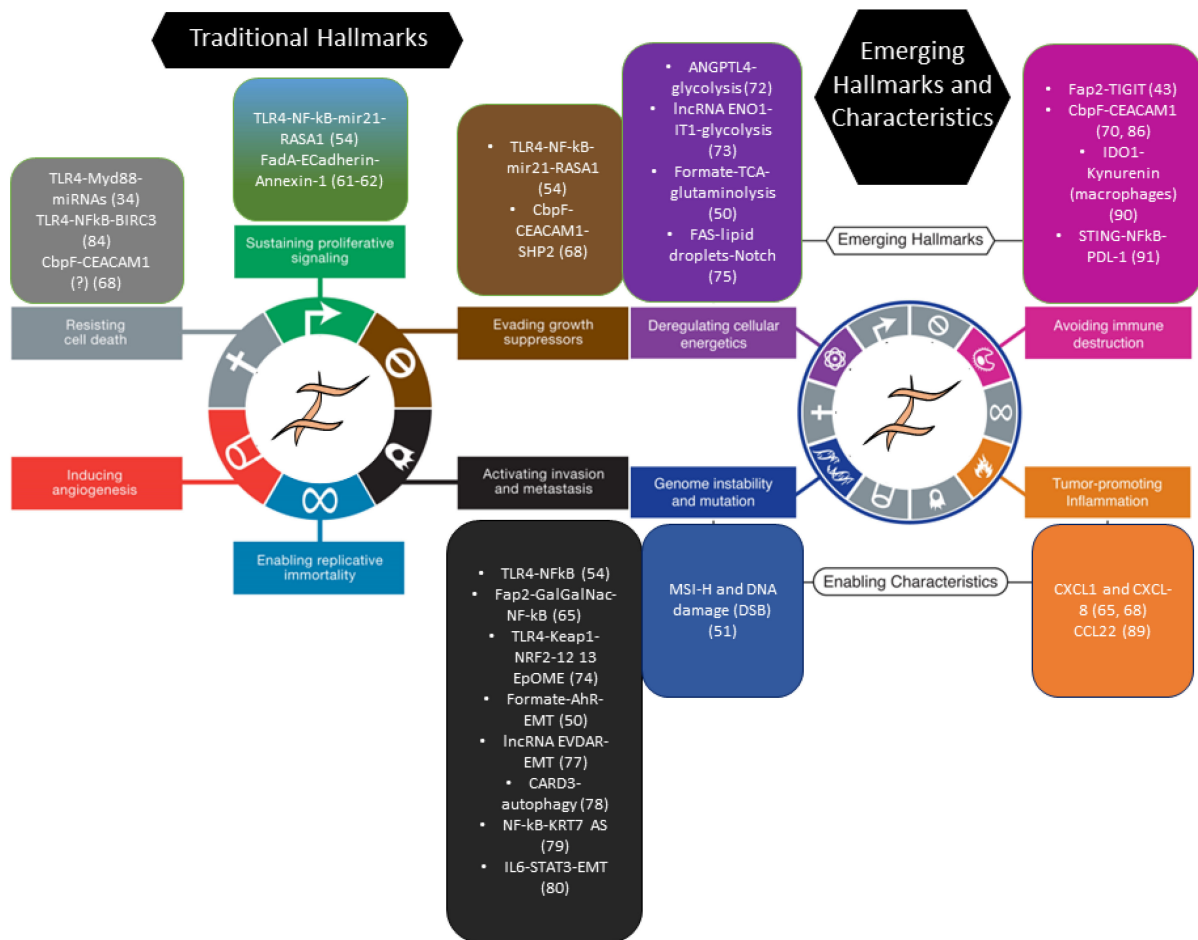 Traditional Hallmarks
Emerging
Hallmarks and
Characteristics
TLR4-Myd88-
miRNAs (34)
TLR4-NFkB-BIRC3
(84)
CbpF-CEACAM1
(?) (68)
TLR4-NF-kB-mir21-
RASA1 (54)
FadA-ECadherin-
Annexin-1 (61-62)
• TLR4-NF-kB-
mir21-RASA1
(54)
• CbpF-
CEACAM1-
SHP2 (68)
• ANGPTL4-
glycolysis (72)
• lncRNA ENO1-
IT1-glycolysis
(73)
• Formate-TCA-
glutaminolysis
(50)
• FAS-lipid
droplets-Notch
(75)
• Fap2-TIGIT (43)
• CbpF-CEACAM1
(70, 86)
• IDO1-
Kynurenin
(macrophages)
(90)
• STING-NFkB-
PDL-1 (91)
Sustaining proliferative
signaling
Emerging Hallmarks
Resisting
cell death
Evading growth
suppressors
Deregulating cellular
energetics
Avoiding immune
destruction
Inducing
angiogenesis
Activating invasion
and metastasis
Genome instability
and mutation
Tumor-promoting
Inflammation
Enabling replicative
immortality
Enabling Characteristics
• TLR4-NFkB (54)
• Fap2-GalGalNac-
NF-kB (65)
• TLR4-Keap1-
NRF2-12 13
EpOME (74)
• Formate-AhR-
EMT (50)
• lncRNA EVDAR-
EMT (77)
• CARD3-
autophagy (78)
• NF-kB-KRT7 AS
(79)
• IL6-STAT3-EMT
(80)
MSI-H and DNA
damage (DSB)
(51)
CXCL1 and CXCL-
8 (65, 68)
CCL22 (89)